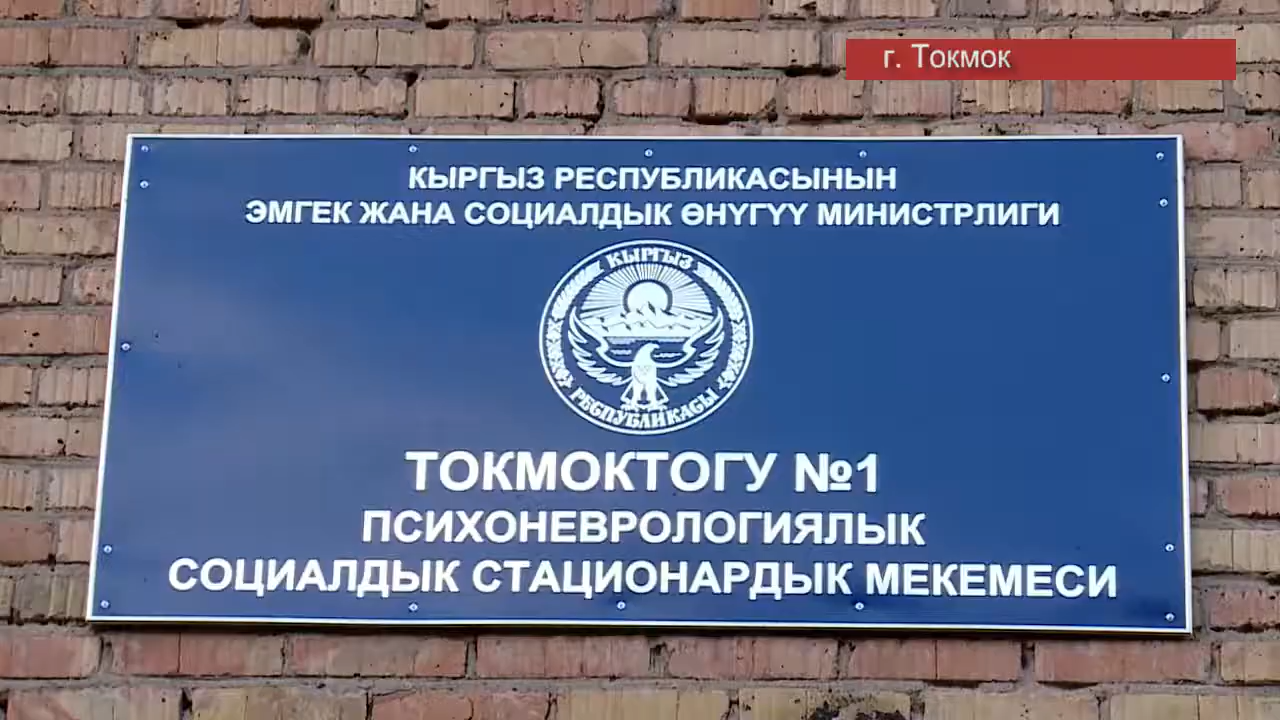 г. Токмок
КЫРГЫЗ РЕСПУБЛИКАСЫНЫН
ЭМГЕК ЖАНА СОЦИАЛДЫК ӨНҮГҮҮ МИНИСТРЛИГИ
КЫРГЫЗ
РЕСПУБЛИКАСЫ
ТОКМОКТОГУ №1
ПСИХОНЕВРОЛОГИЯЛЫК
СОЦИАЛДЫК СТАЦИОНАРДЫК МЕКЕМЕСИ